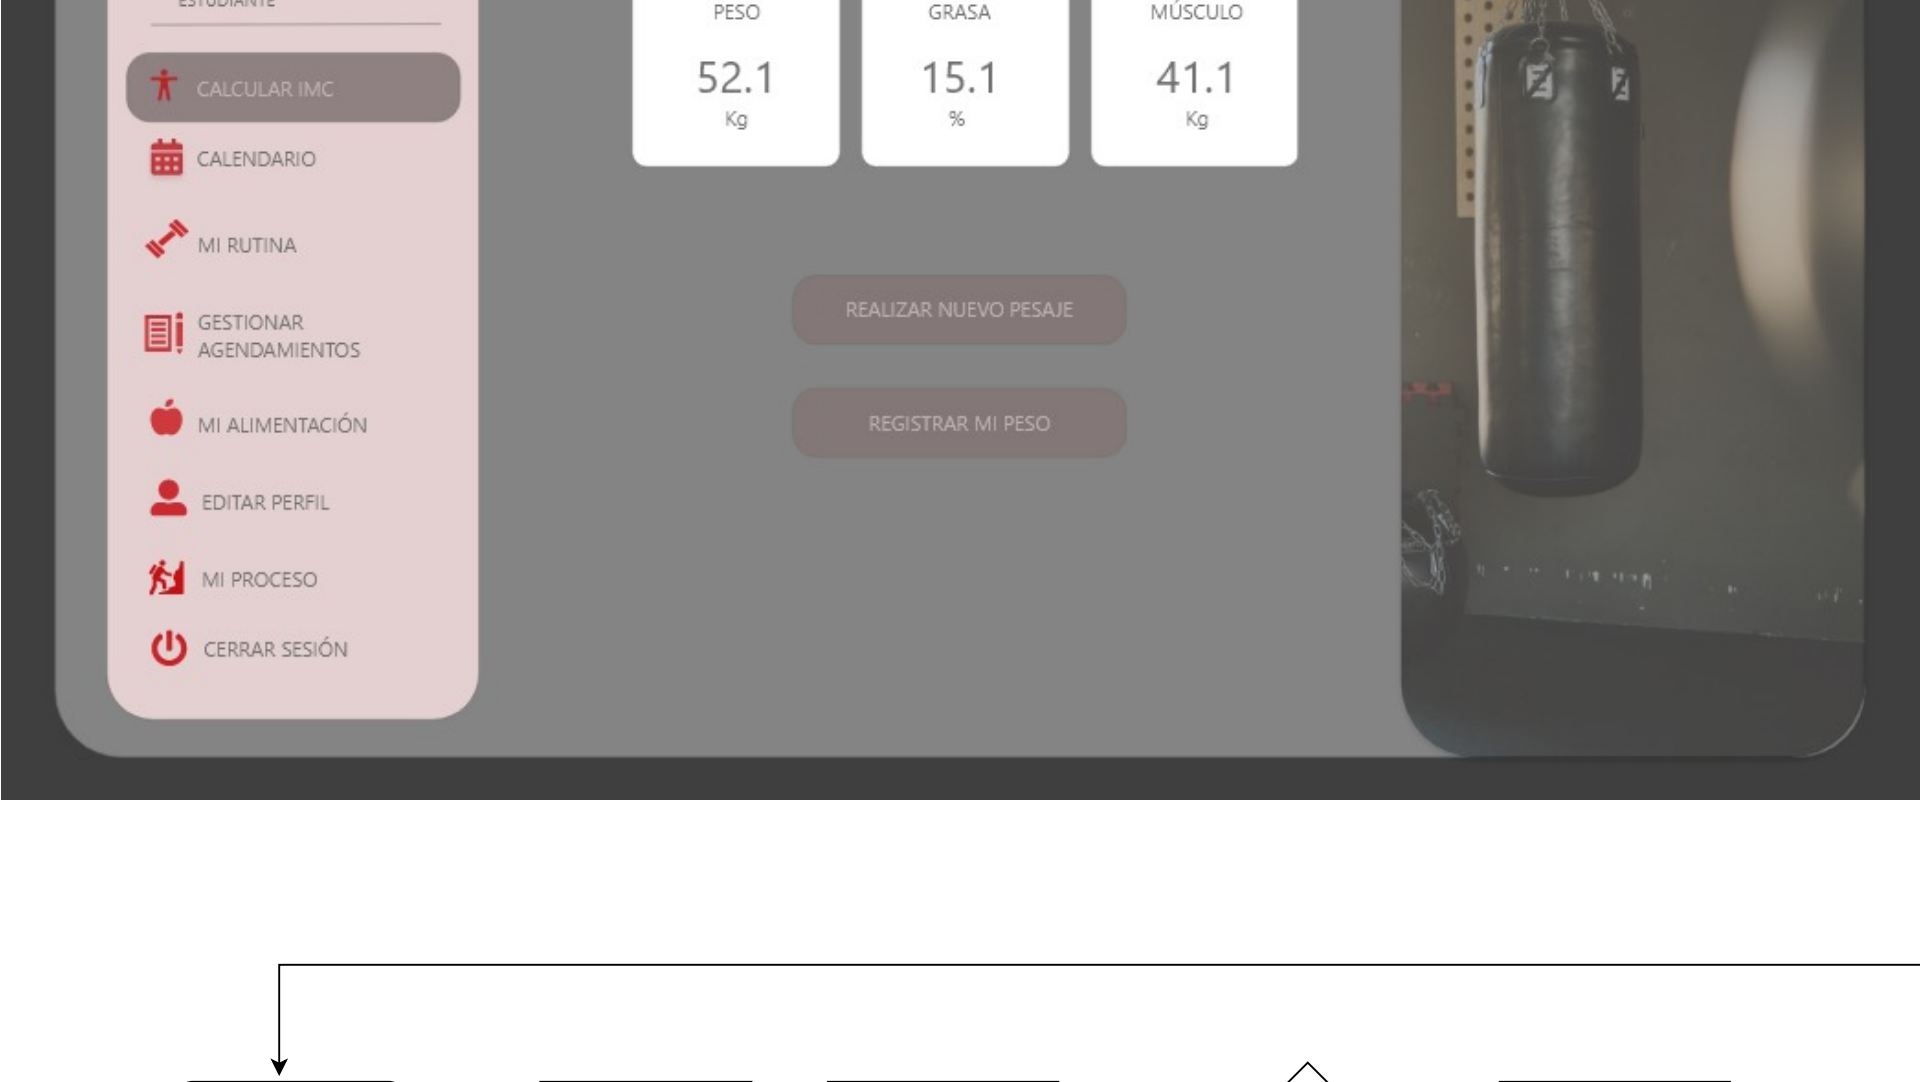 ESTUDIANTE
CALCULAR IMC
CALENDARIO
MI RUTINA
GESTIONAR
AGENDAMIENTOS
MI ALIMENTACIÓN
EDITAR PERFIL
MI PROCESO
CERRAR SESIÓN
PESO
52.1
Kg
GRASA
15.1
%
MÚSCULO
41.1
Kg
REALIZAR NUEVO PESAJE
REGISTRAR MI PESO